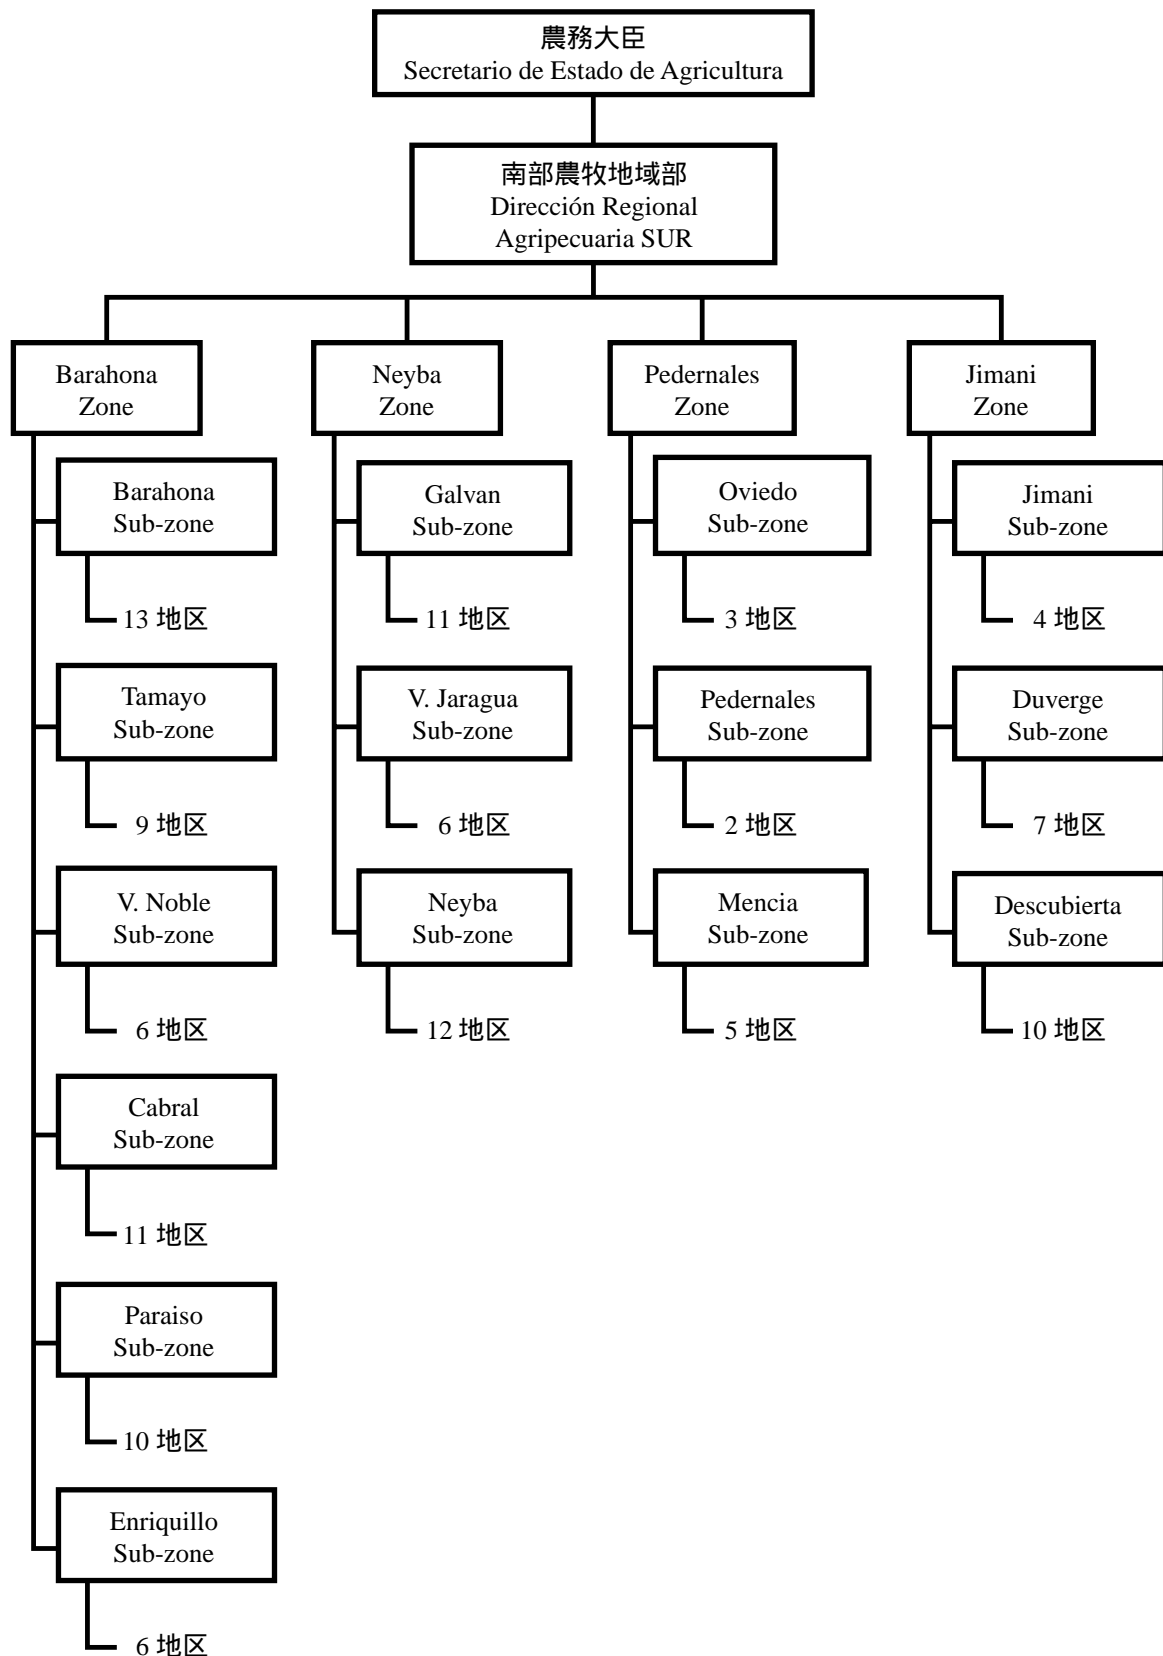 農務大臣
Secretario de Estado de Agricultura
南部農牧地域部
Dirección Regional
Agripecuaria SUR
Barahona
Zone
Neyba
Zone
Pedernales
Zone
Jimani
Zone
Barahona
Sub-zone
13 地区
Tamayo
Sub-zone
9 地区
V. Noble
Sub-zone
6 地区
Cabral
Sub-zone
11 地区
Paraiso
Sub-zone
10 地区
Enriquillo
Sub-zone
6 地区
Galvan
Sub-zone
11 地区
V. Jaragua
Sub-zone
6 地区
Neyba
Sub-zone
12 地区
Oviedo
Sub-zone
3 地区
Pedernales
Sub-zone
2 地区
Mencia
Sub-zone
5 地区
Jimani
Sub-zone
4 地区
Duverge
Sub-zone
7 地区
Descubierta
Sub-zone
10 地区